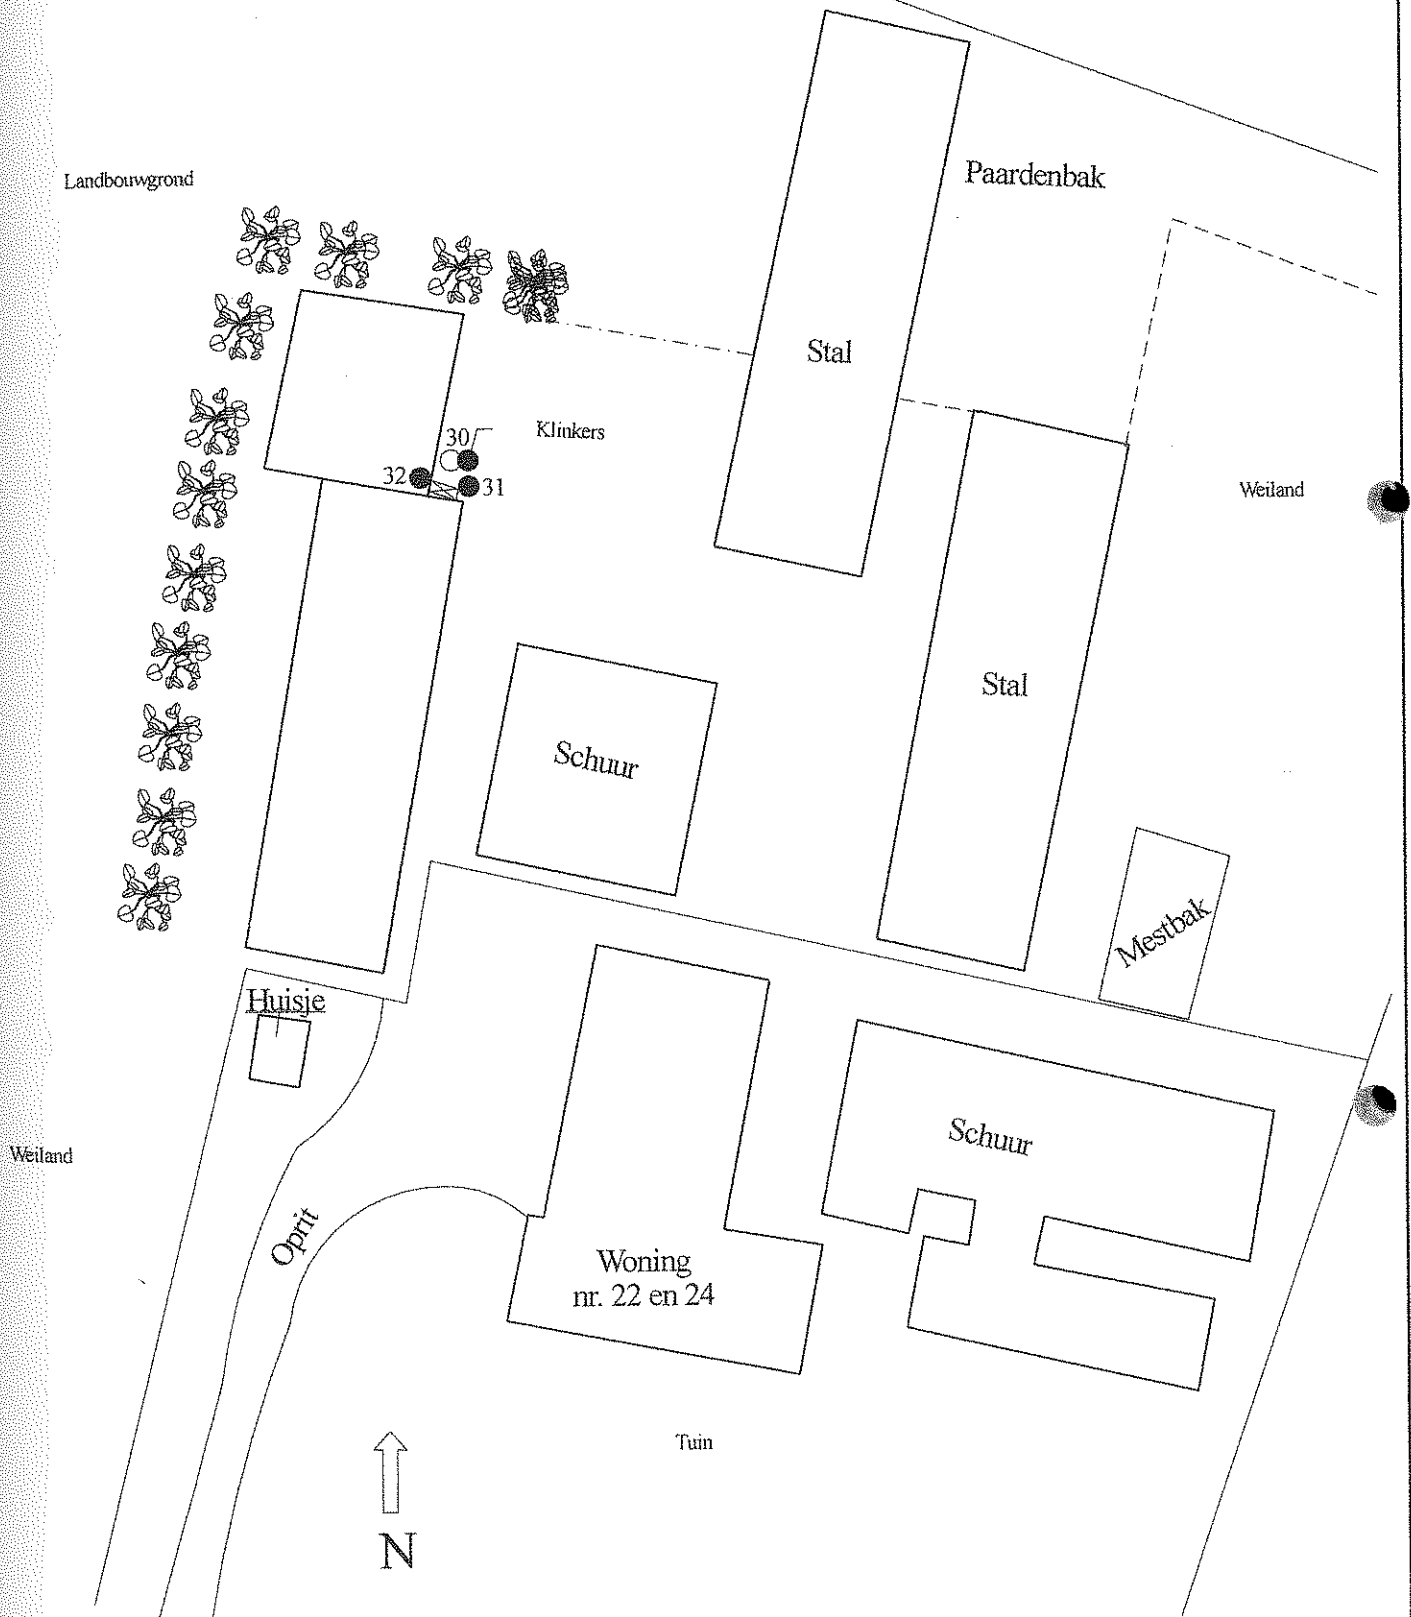 Landbouwgrond
Paardenbak
Stal
Klinkers
30
32
31
Weiland
Stal
Schuur
Mestbak
Huisje
Schuur
Weiland
Oprit
Woning
nr. 22 en 24
Tuin
N